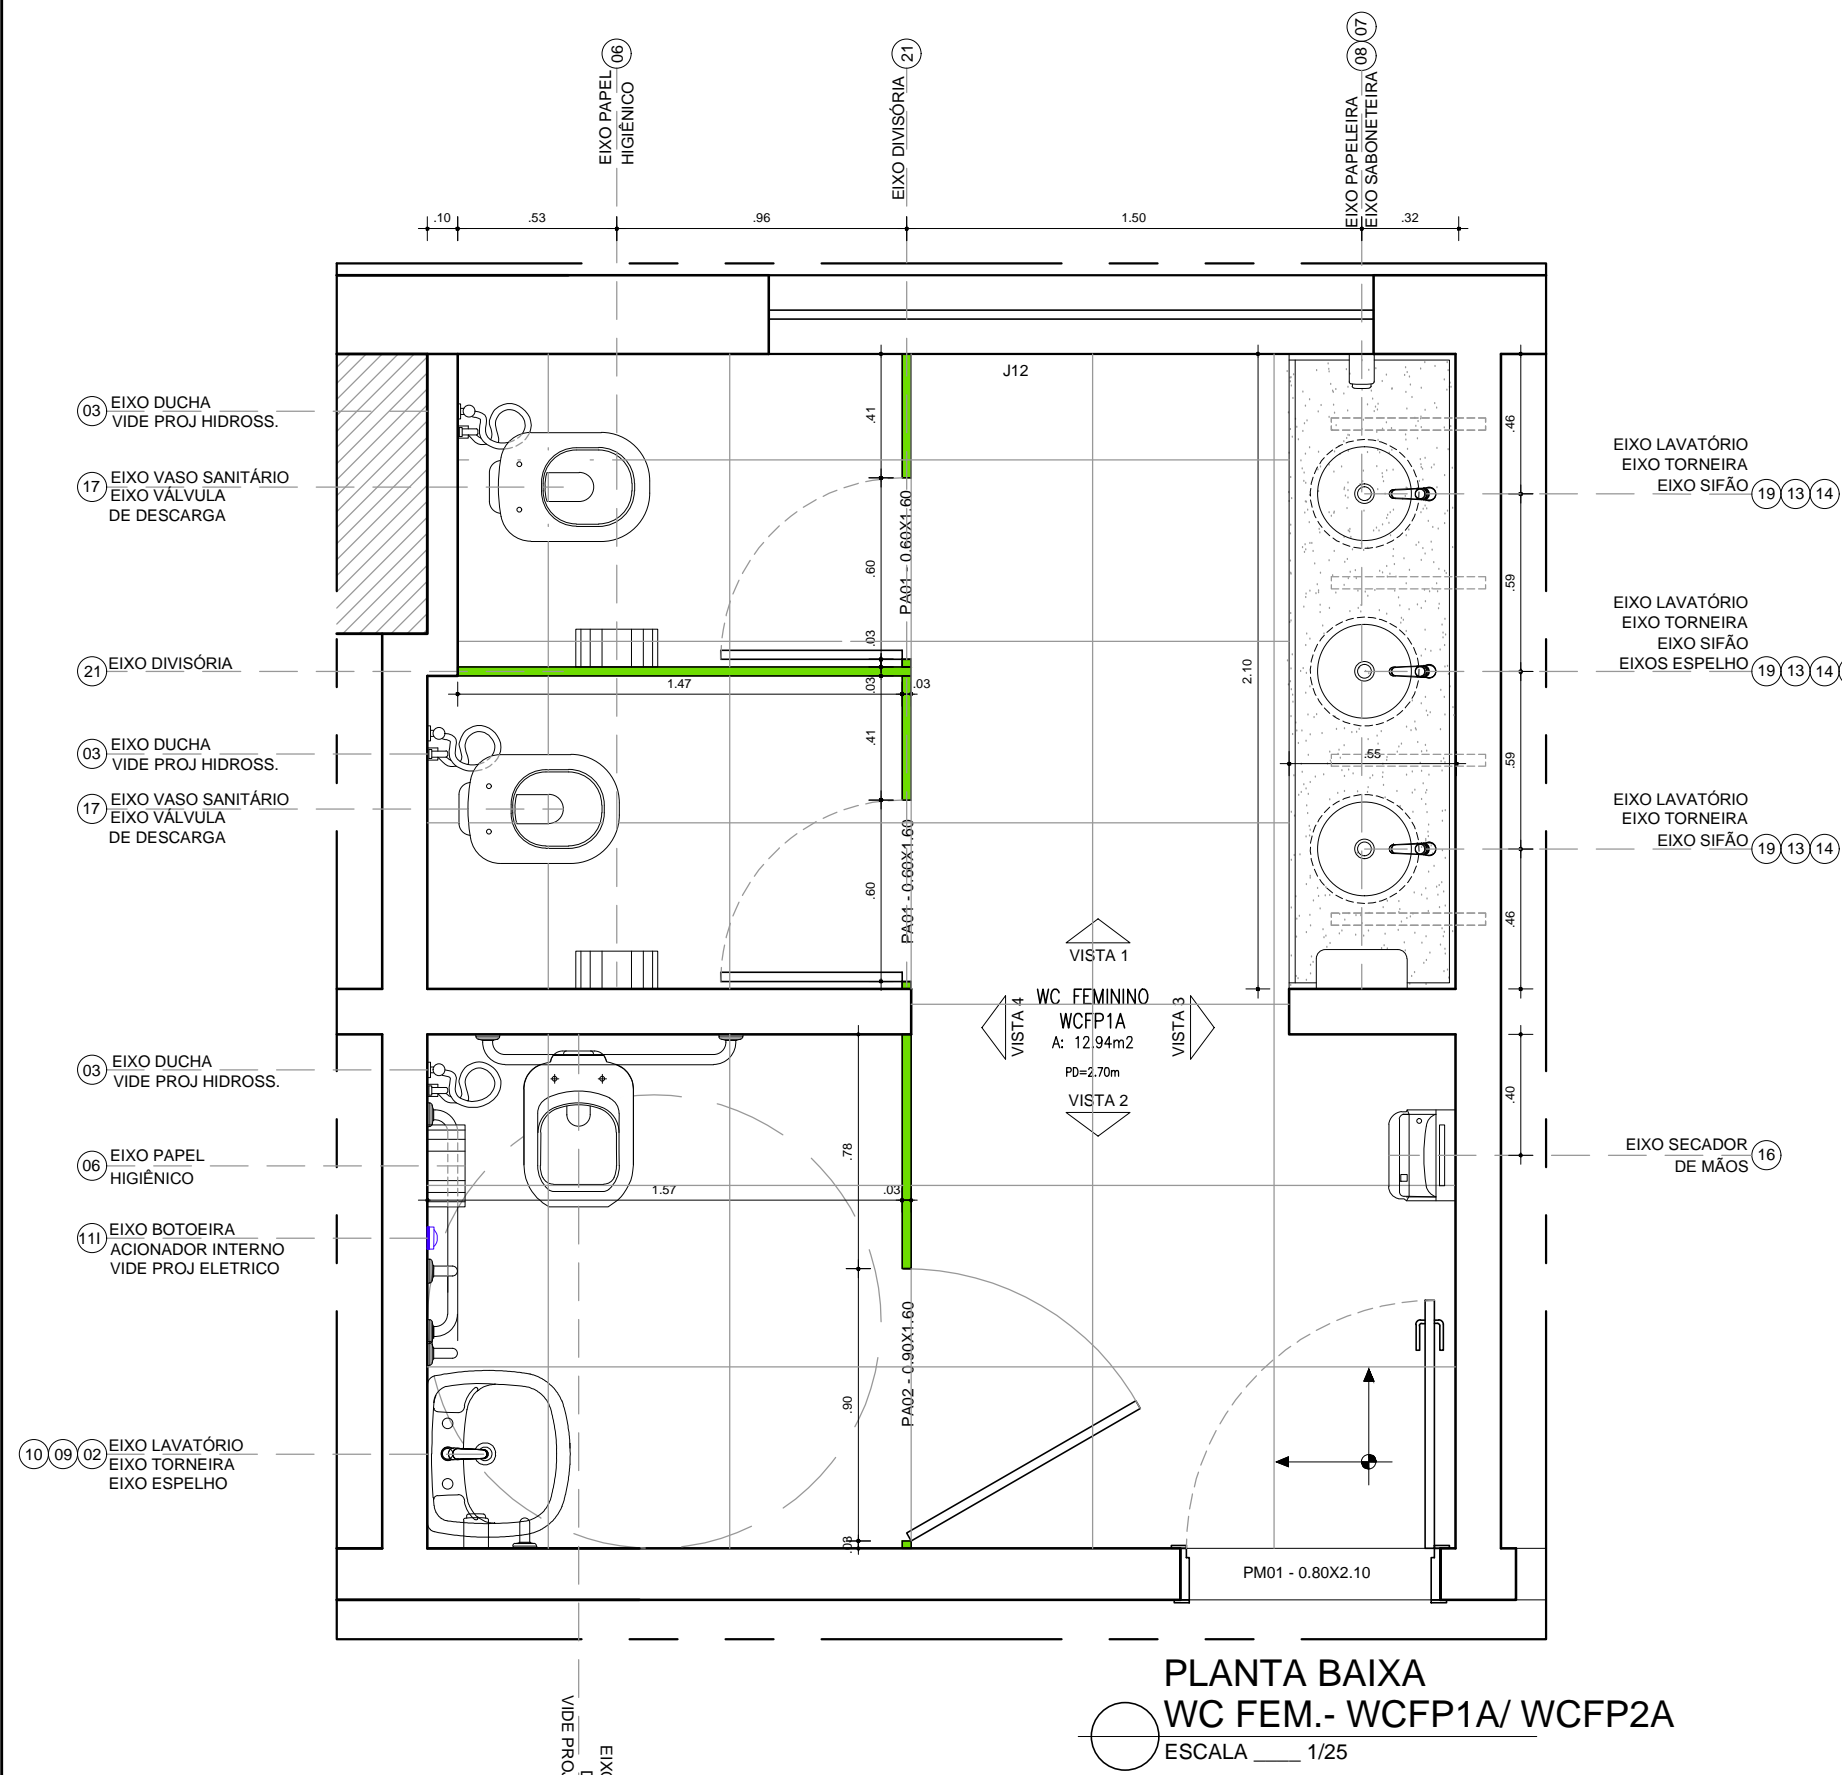 06
EIXO PAPEL
HIGIÊNICO
21
EIXO DIVISÓRIA
08 07
EIXO PAPELEIRA
EIXO SABONETEIRA
.10
.53
.96
1.50
.32
J12
03 EIXO DUCHA
VIDE PROJ HIDROSS.
17 EIXO VASO SANITÁRIO
EIXO VÁLVULA
DE DESCARGA
21 EIXO DIVISÓRIA
03 EIXO DUCHA
VIDE PROJ HIDROSS.
17 EIXO VASO SANITÁRIO
EIXO VÁLVULA
DE DESCARGA
03 EIXO DUCHA
VIDE PROJ HIDROSS.
06 EIXO PAPEL
HIGIÊNICO
11I EIXO BOTOEIRA
ACIONADOR INTERNO
VIDE PROJ ELETRICO
10 09 02 EIXO LAVATÓRIO
EIXO TORNEIRA
EIXO ESPELHO
.41
.60
.03
PA01 - 0.60X1.60
1.47
.03
.03
.41
.60
PA01 - 0.60X1.60
2.10
.55
.46
.59
.59
.46
.40
EIXO LAVATÓRIO
EIXO TORNEIRA
EIXO SIFÃO 19 13 14
EIXO LAVATÓRIO
EIXO TORNEIRA
EIXO SIFÃO
EIXOS ESPELHO 19 13 14
EIXO LAVATÓRIO
EIXO TORNEIRA
EIXO SIFÃO 19 13 14
EIXO SECADOR
DE MÃOS 16
VISTA 1
VISTA 4
WC FEMININO
WCFP1A
A: 12.94m2
PD=2.70m
VISTA 3
VISTA 2
.78
1.57
.03
.90
.03
PA02 - 0.90X1.60
PM01 - 0.80X2.10
VIDE PROJ
EIXO
PLANTA BAIXA
WC FEM.- WCFP1A/ WCFP2A
ESCALA ____ 1/25